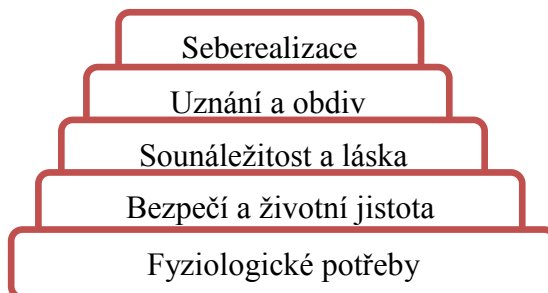 Seberealizace
Uznání a obdiv
Sounáležitost a láska
Bezpečí a životní jistota
Fyziologické potřeby